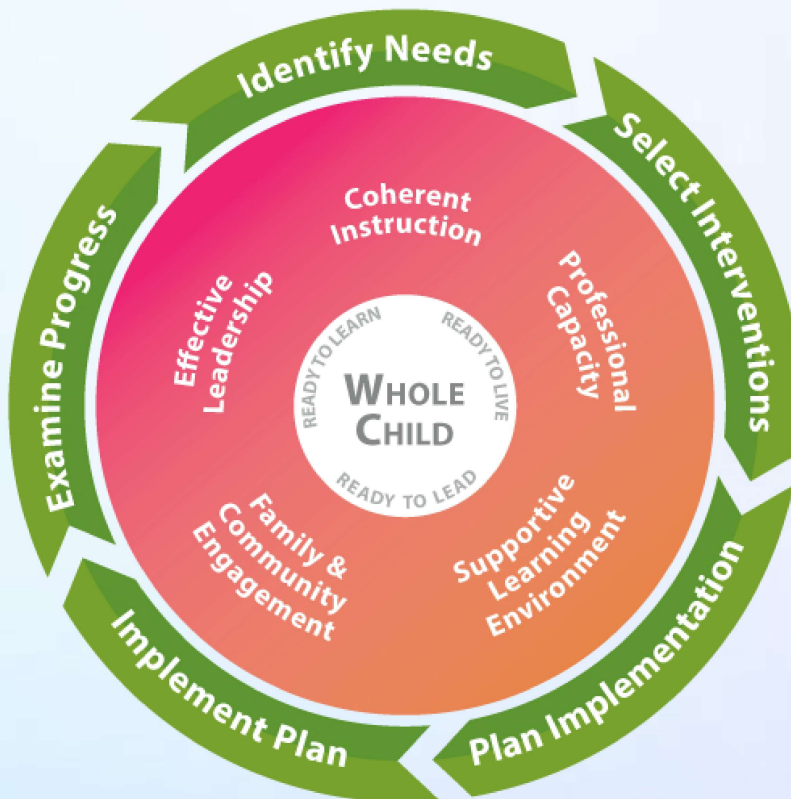 Identify Needs
Select Interventions
Plan Implementation
Implement Plan
Examine Progress
Coherent
Instruction
Professional
Capacity
Supportive
Learning
Environment
Family &
Community
Engagement
Effective
Leadership
READY TO LEARN
READY TO LIVE
READY TO LEAD
WHOLE
CHILD